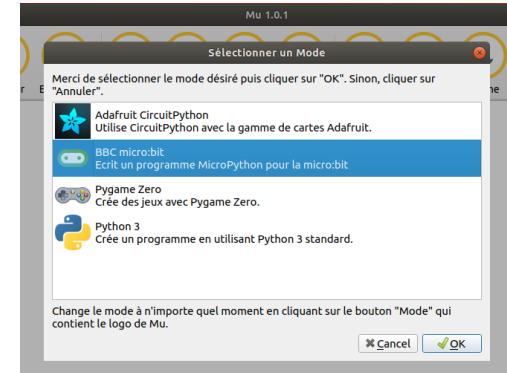 Mu 1.0.1
Sélectionner un Mode
Merci de sélectionner le mode désiré puis cliquer sur "OK". Sinon, cliquer sur
"Annuler".
Adafruit CircuitPython
Utilise CircuitPython avec la gamme de cartes Adafruit.
BBC micro:bit
Ecrit un programme MicroPython pour la micro:bit
Pygame Zero
Crée des jeux avec Pygame Zero.
Python 3
Crée un programme en utilisant Python 3 standard.
Change le mode à n'importe quel moment en cliquant sur le bouton "Mode" qui
contient le logo de Mu.
Cancel
OK